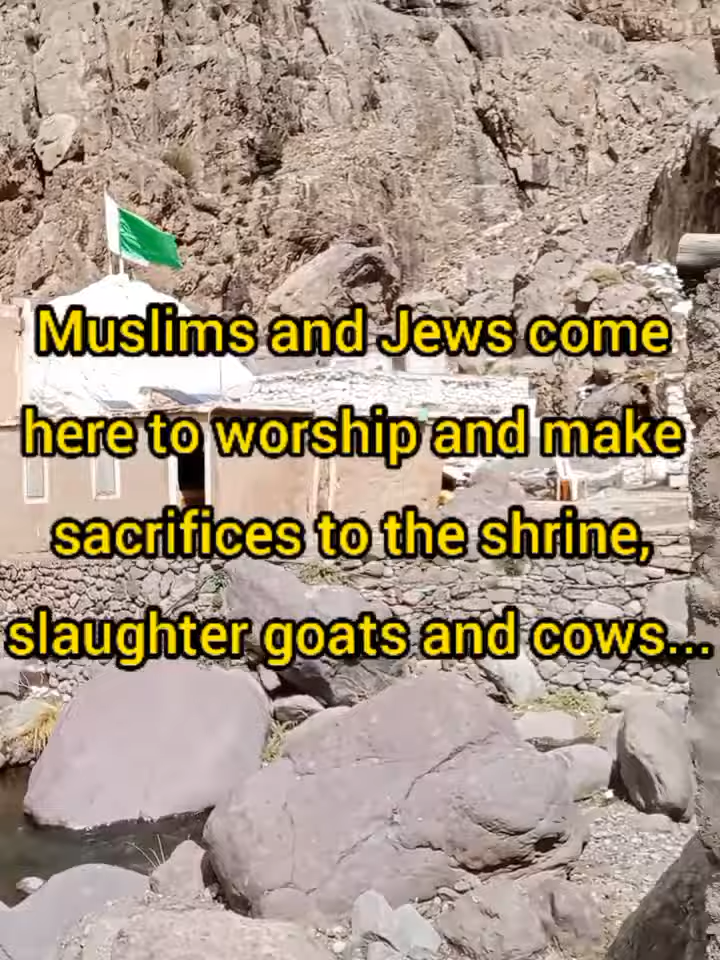 Muslims and Jews come
here to worship and make
sacrifices to the shrine,
slaughter goats and cows...